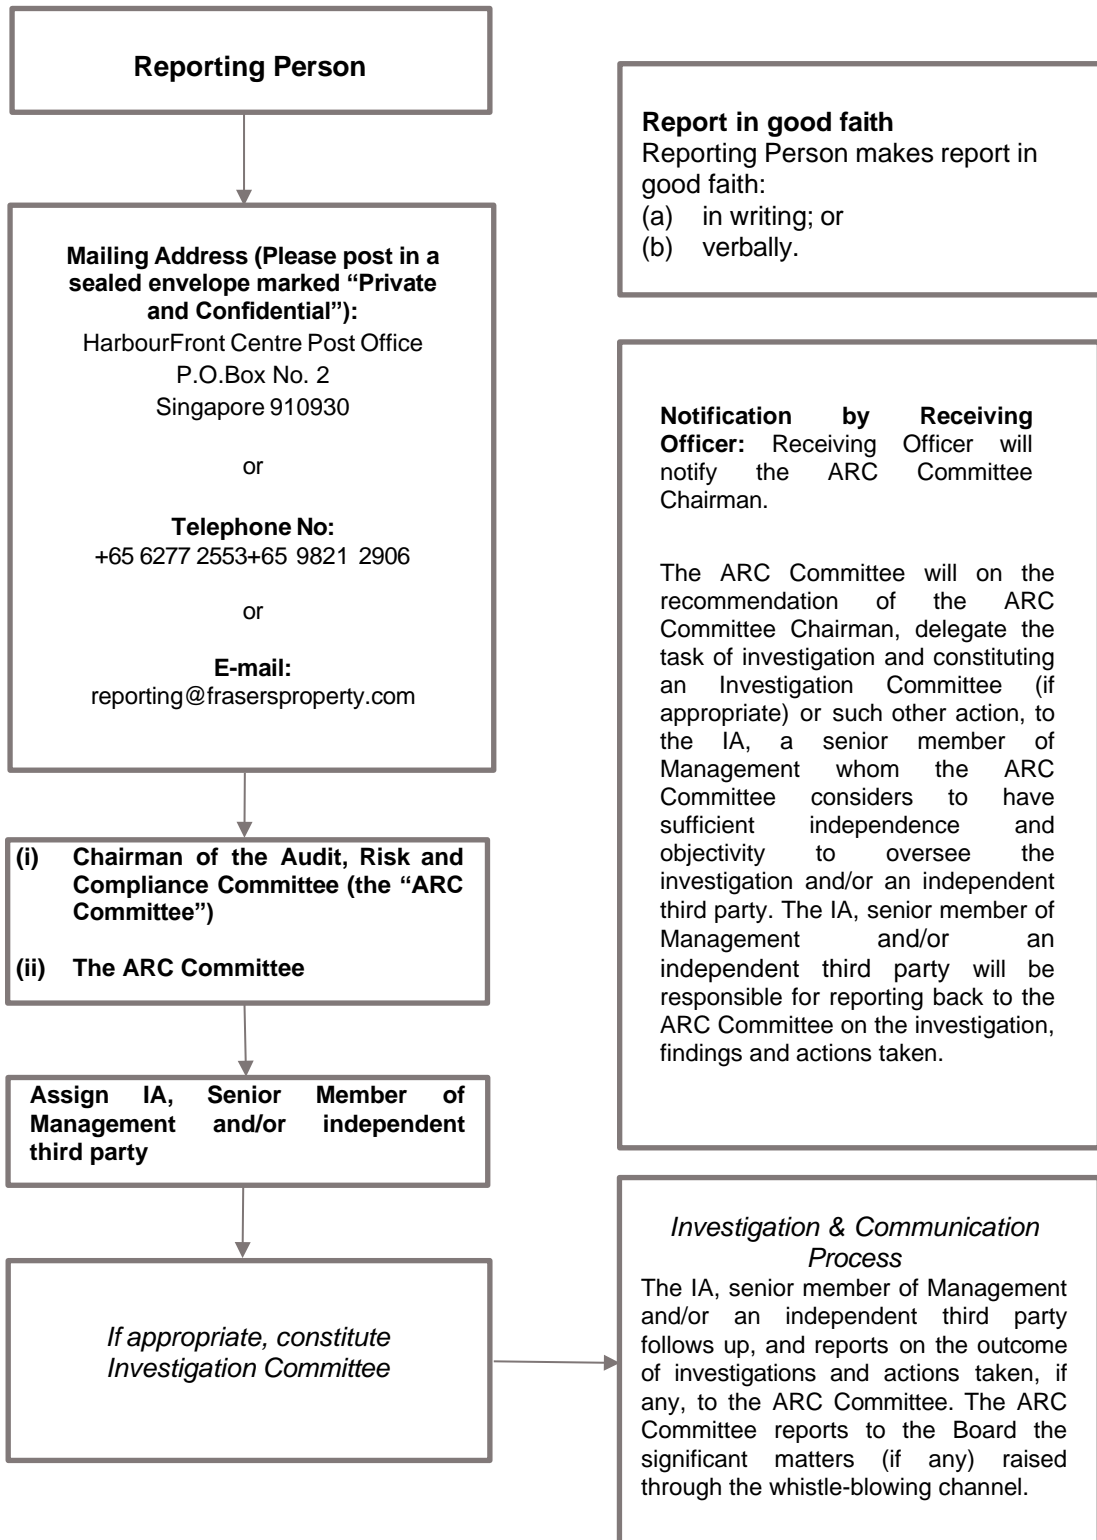 Reporting Person
Mailing Address (Please post in a
sealed envelope marked “Private
and Confidential”):
HarbourFront Centre Post Office
P.O.Box No. 2
Singapore 910930
or
Telephone No:
+65 6277 2553+65 9821 2906
or
E-mail:
reporting@frasersproperty.com
(i) Chairman of the Audit, Risk and
Compliance Committee (the “ARC
Committee”)
(ii) The ARC Committee
Assign IA, Senior Member of
Management and/or independent
third party
If appropriate, constitute
Investigation Committee
Report in good faith
Reporting Person makes report in
good faith:
(a) in writing; or
(b) verbally.
Notification by Receiving
Officer: Receiving Officer will
notify the ARC Committee
Chairman.
The ARC Committee will on the
recommendation of the ARC
Committee Chairman, delegate the
task of investigation and constituting
an Investigation Committee (if
appropriate) or such other action, to
the IA, a senior member of
Management whom the ARC
Committee considers to have
sufficient independence and
objectivity to oversee the
investigation and/or an independent
third party. The IA, senior member of
Management and/or an
independent third party will be
responsible for reporting back to the
ARC Committee on the investigation,
findings and actions taken.
Investigation & Communication
Process
The IA, senior member of Management
and/or an independent third party
follows up, and reports on the outcome
of investigations and actions taken, if
any, to the ARC Committee. The ARC
Committee reports to the Board the
significant matters (if any) raised
through the whistle-blowing channel.